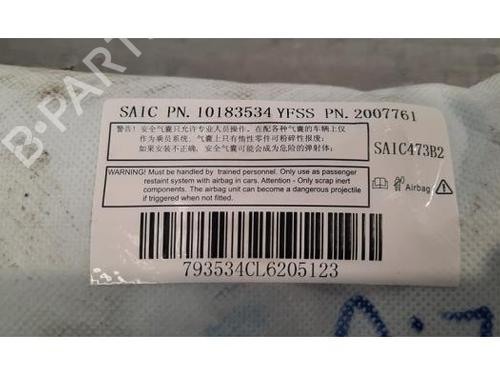 SAIC PN. 10183534 YFSS PN. 2007761
警告! 安全气囊只允许专业人员操作。在配各种气囊的车辆上仅
作为乘员系统, 气囊上只有惰性零件可粉碎性报废;
如果安装不正确, 安全气囊可能会成为危险的弹射体;
SAIC473B2
WARNING! Must be handled by trained personnel. Only use as passenger
restaint system with airbag in cars. Attention - Only scrap inert
components. The airbag unit can become a dangerous projectile
if triggered when not fitted.
Airbag
793534CL6205123
B-Parts